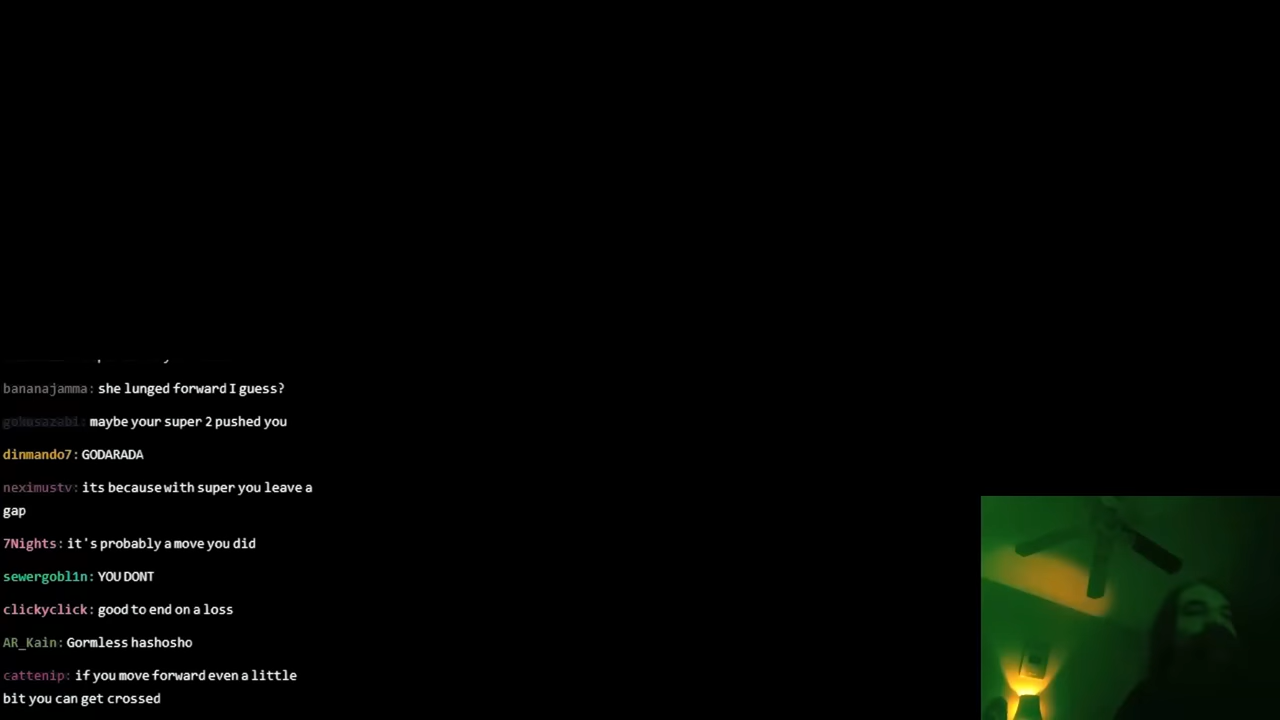 bananajamma: she lunged forward I guess?
gokusazabi: maybe your super 2 pushed you
dinmando7: GODARADA
neximustv: its because with super you leave a
gap
7Nights: it's probably a move you did
sewergobl1n: YOU DONT
clickyclick: good to end on a loss
AR_Kain: Gormless hashosho
cattenip: if you move forward even a little
bit you can get crossed